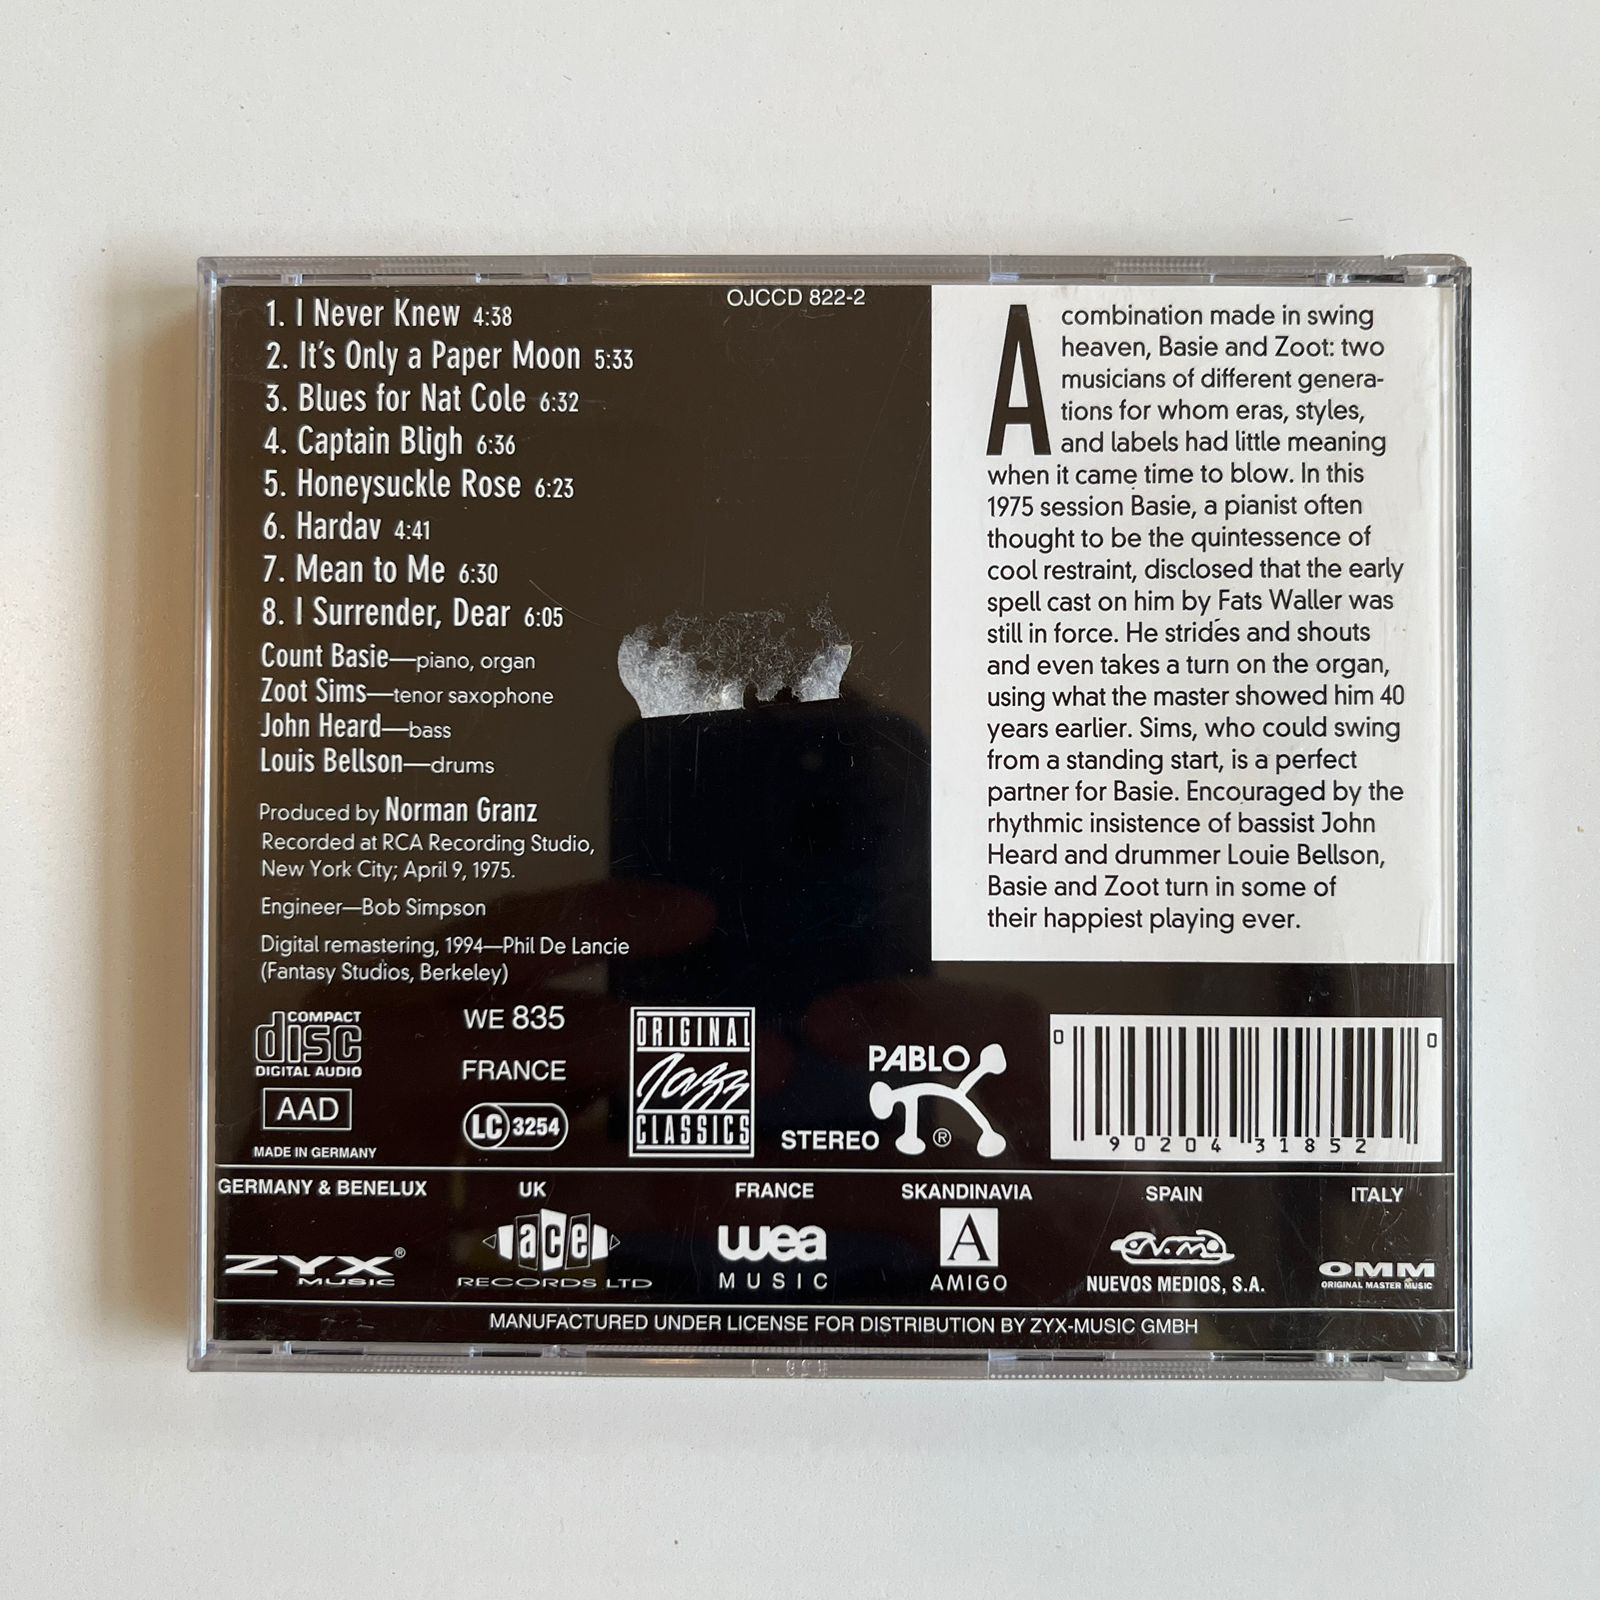 OJCCD 822-2
1. I Never Knew 4:38
2. It's Only a Paper Moon 5:33
3. Blues for Nat Cole 6:32
4. Captain Bligh 6:36
5. Honeysuckle Rose 6:23
6. Hardav 4:41
7. Mean to Me 6:30
8. I Surrender, Dear 6:05
Count Basie—piano, organ
Zoot Sims—tenor saxophone
John Heard—bass
Louis Bellson—drums
Produced by Norman Granz
Recorded at RCA Recording Studio,
New York City; April 9, 1975.
Engineer—Bob Simpson
Digital remastering, 1994—Phil De Lancie
(Fantasy Studios, Berkeley)
A combination made in swing
heaven, Basie and Zoot: two
musicians of different genera-
tions for whom eras, styles,
and labels had little meaning
when it came time to blow. In this
1975 session Basie, a pianist often
thought to be the quintessence of
cool restraint, disclosed that the early
spell cast on him by Fats Waller was
still in force. He strides and shouts
and even takes a turn on the organ,
using what the master showed him 40
years earlier. Sims, who could swing
from a standing start, is a perfect
partner for Basie. Encouraged by the
rhythmic insistence of bassist John
Heard and drummer Louie Bellson,
Basie and Zoot turn in some of
their happiest playing ever.
COMPACT
disc
DIGITAL AUDIO
AAD
MADE IN GERMANY
WE 835
FRANCE
LC 3254
ORIGINAL
Jazz
CLASSICS
PABLO
STEREO ®
0 90204 31852 0
GERMANY & BENELUX
ZYX®
MUSIC
UK
ace
RECORDS LTD
FRANCE
wea
MUSIC
SKANDINAVIA
A
AMIGO
SPAIN
n.m.
NUEVOS MEDIOS, S.A.
ITALY
OMM
ORIGINAL MASTER MUSIC
MANUFACTURED UNDER LICENSE FOR DISTRIBUTION BY ZYX-MUSIC GMBH